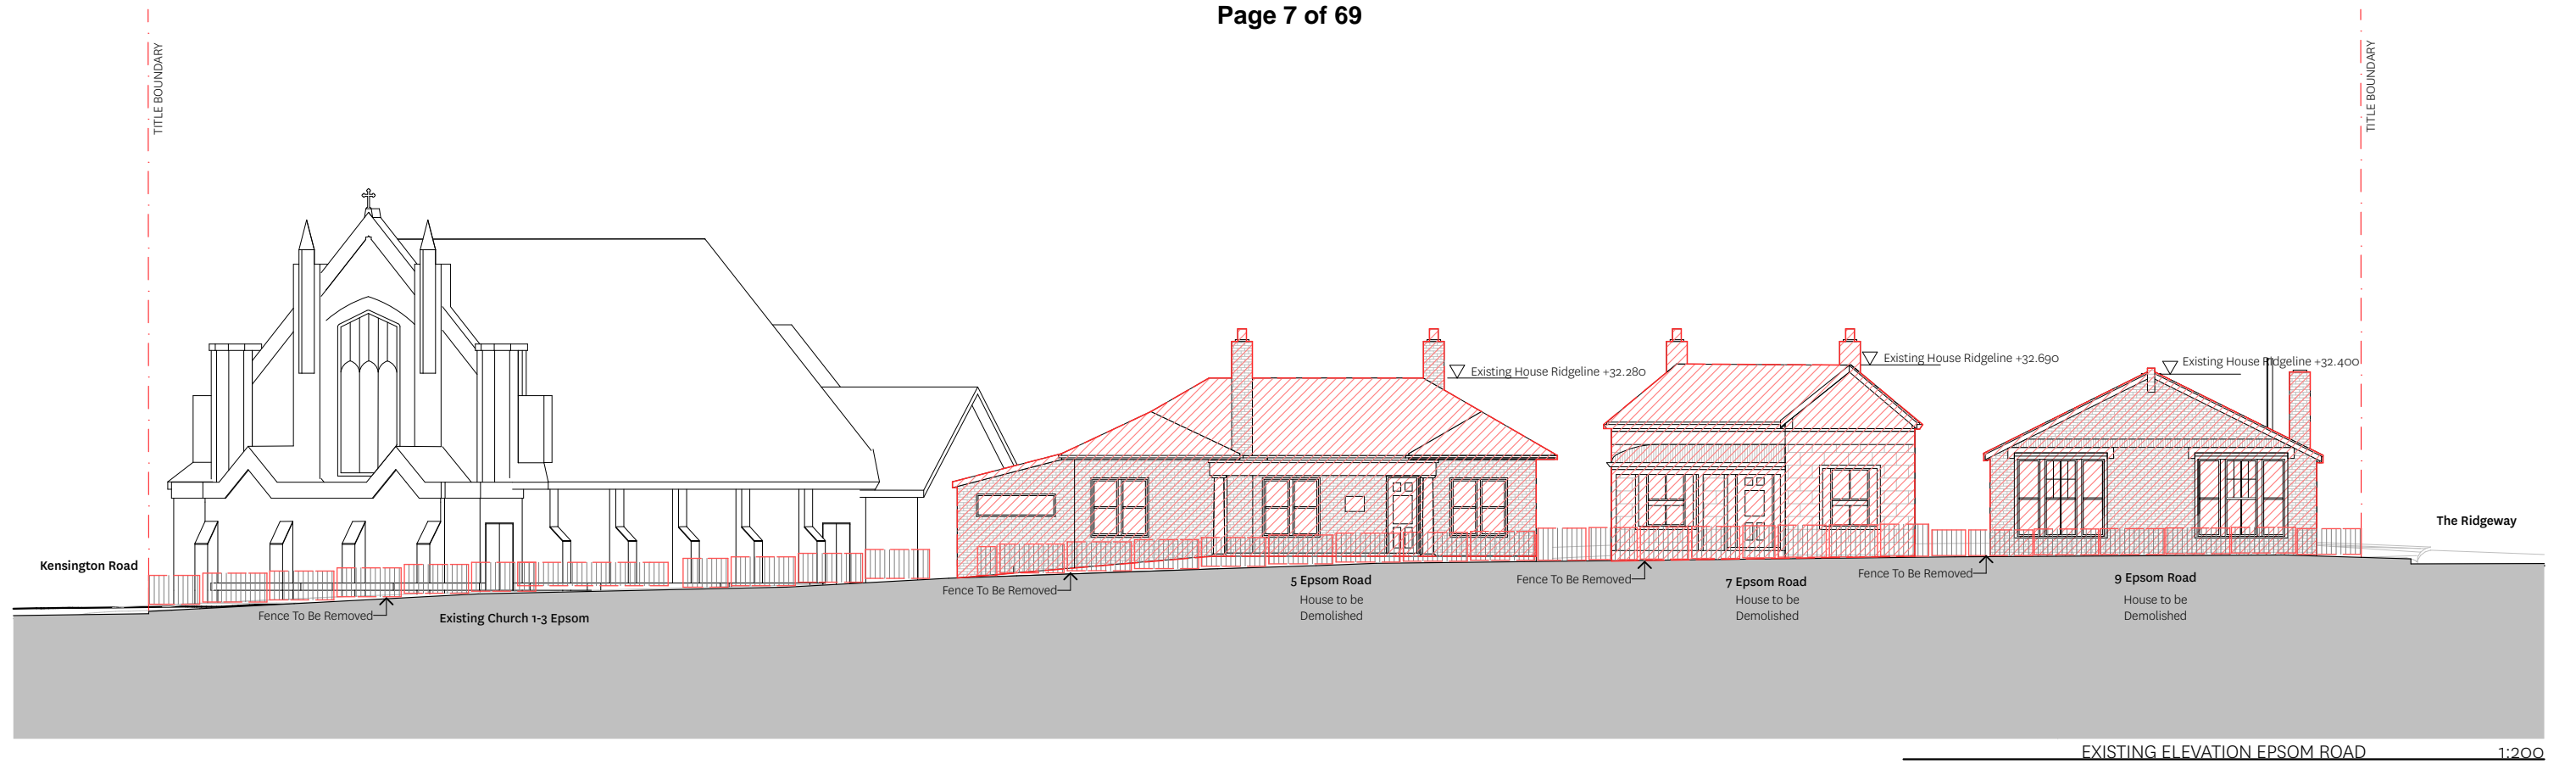 Page 7 of 69
TITLE BOUNDARY
TITLE BOUNDARY
Existing House Ridgeline +32.280
Existing House Ridgeline +32.690
Existing House Ridgeline +32.400
Kensington Road
The Ridgeway
Fence To Be Removed
Existing Church 1-3 Epsom
Fence To Be Removed
5 Epsom Road
House to be
Demolished
Fence To Be Removed
7 Epsom Road
House to be
Demolished
Fence To Be Removed
9 Epsom Road
House to be
Demolished
EXISTING ELEVATION EPSOM ROAD
1:200